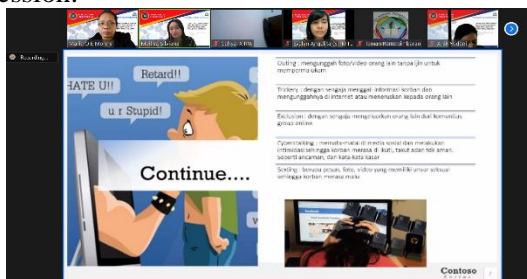 ession.
Recording...
HATE U!!
Retard!!
u r Stupid!
Continue....
Outing : mengunggah foto/video orang lain tanpa ijin untuk
mempermalukan
Trickery : dengan sengaja menggali informasi korban dan
mengunggahnya di internet atau meneruskan kepada orang lain
Exclusion : dengan sengaja mengeluarkan orang lain dari komunitas
group online
Cyberstalking : memata-matai di media sosial dan melakukan
intimidasi sehingga korban merasa di ikuti, takut adan tdk aman.
seperti ancaman, dan kata-kata kasar
Sexting : berupa pesan, foto, video yang memiliki unsur seksual
sehingga korban merasa malu
Contoso